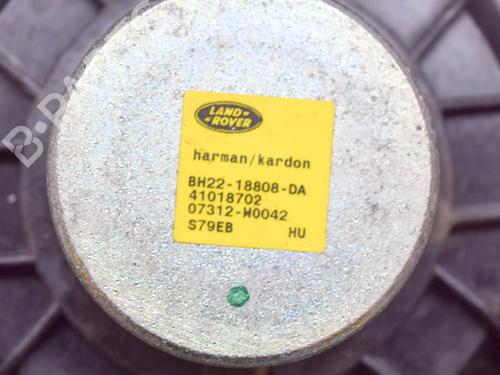 LAND
ROVER
harman/kardon
BH22-18808-DA
41018702
07312-W0042
S79EB HU